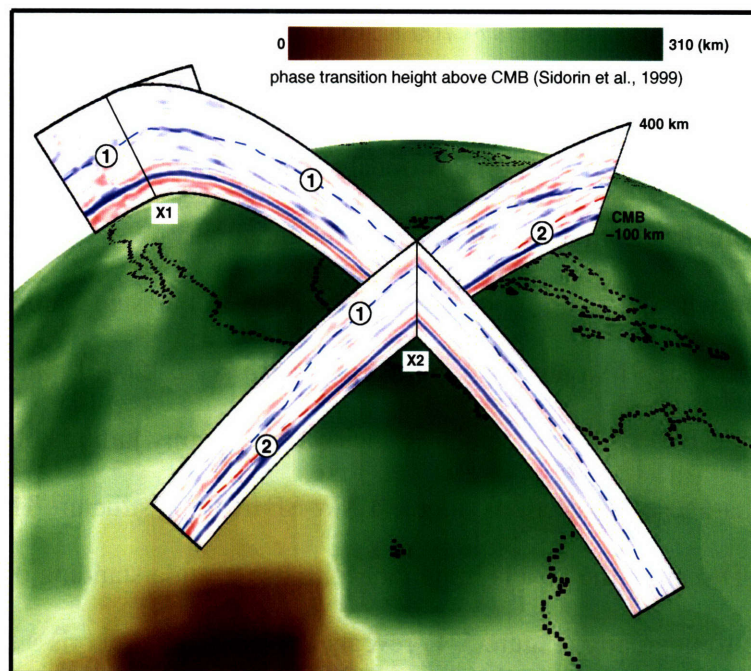 0
310 (km)
phase transition height above CMB (Sidorin et al., 1999)
400 km
1
1
X1
CMB
-100 km
2
1
X2
2